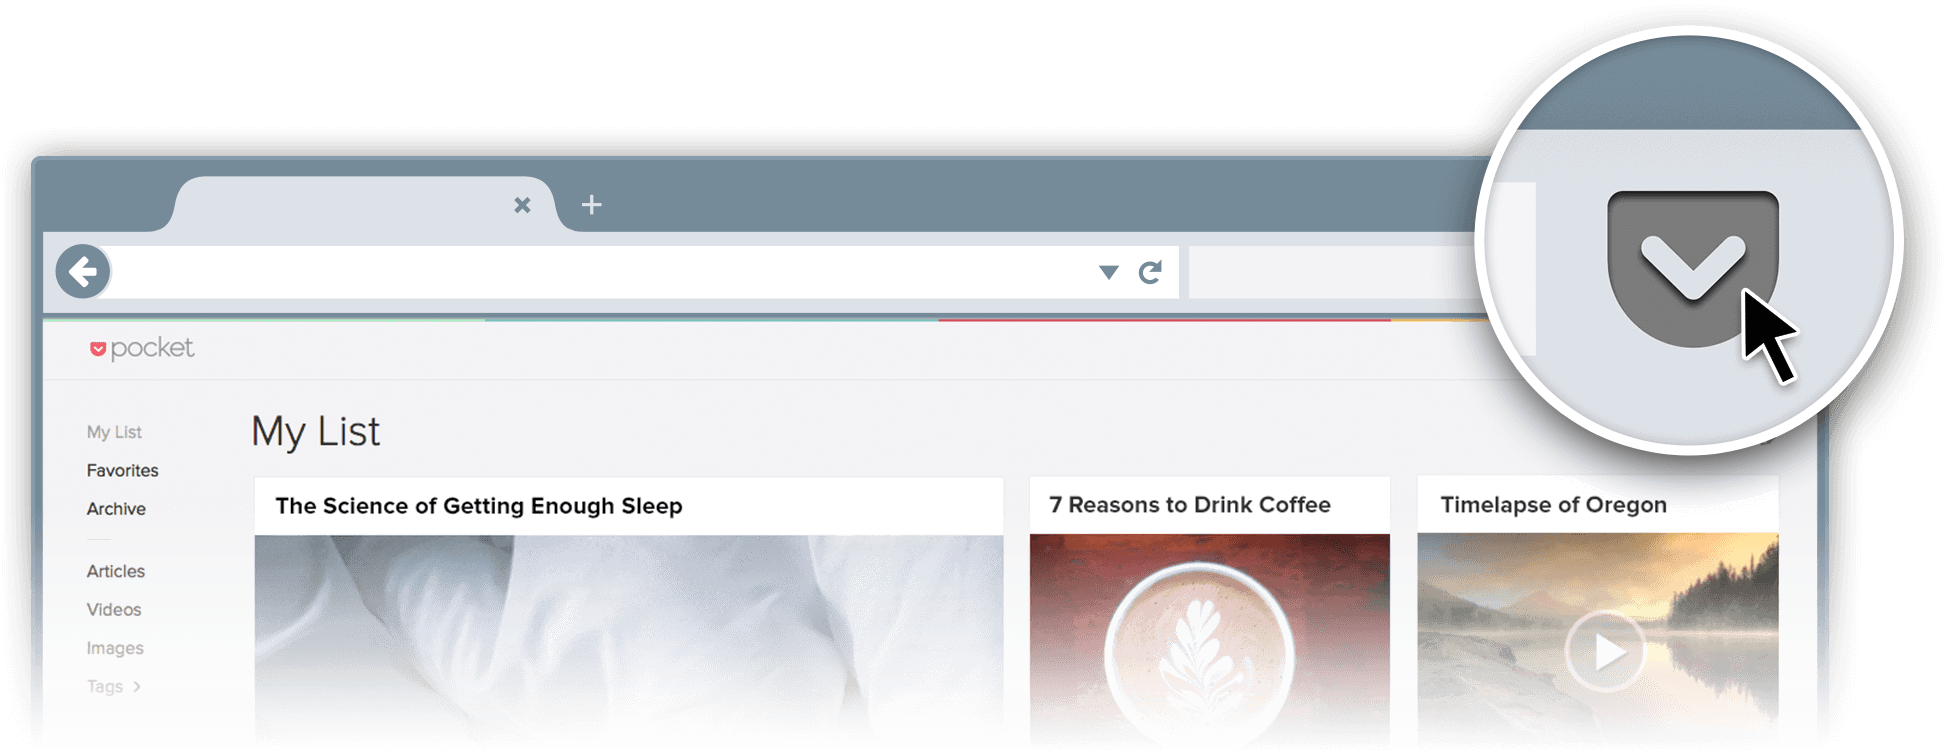 pocket
My List
Favorites
Archive
Articles
Videos
Images
Tags
My List
The Science of Getting Enough Sleep
7 Reasons to Drink Coffee
Timelapse of Oregon